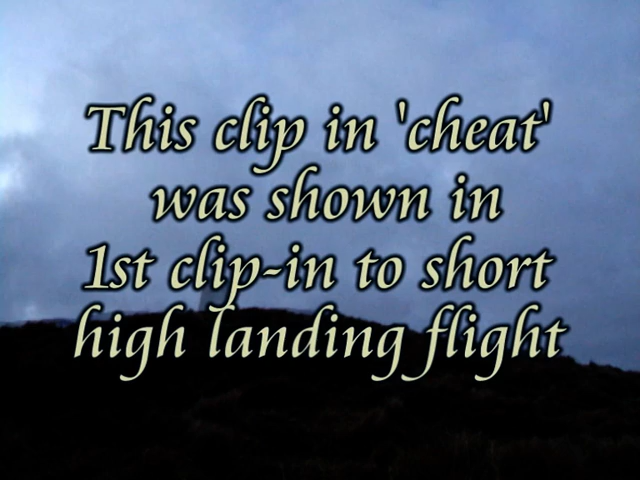 This clip in 'cheat'
was shown in
1st clip-in to short
high landing flight